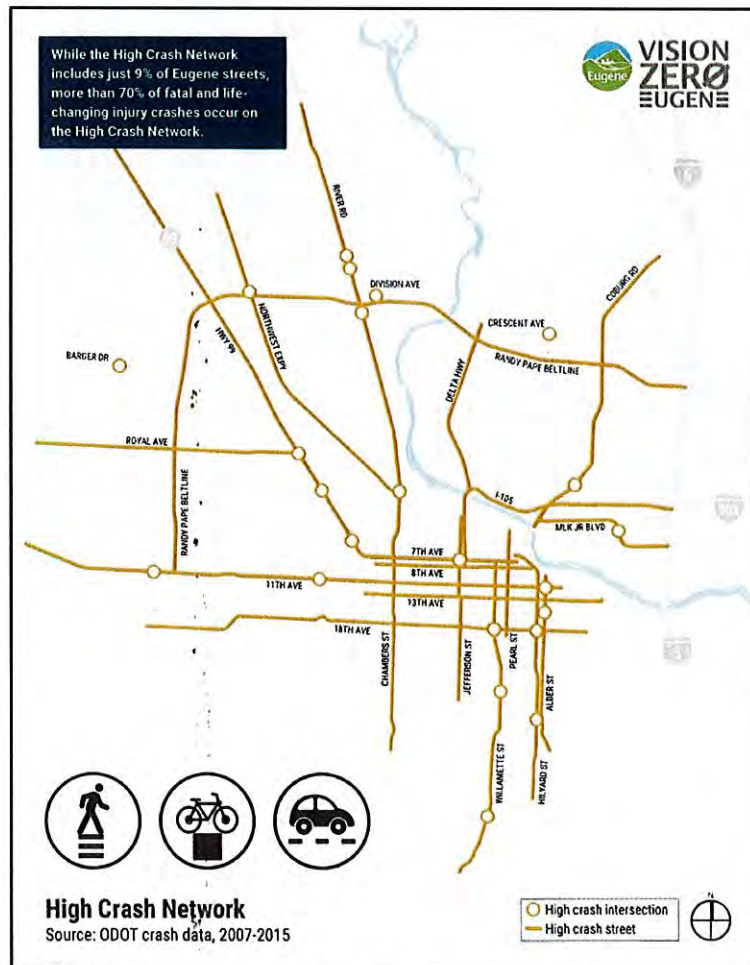 While the High Crash Network
includes just 9% of Eugene streets,
more than 70% of fatal and life-
changing injury crashes occur on
the High Crash Network.
Eugene
VISION
ZERØ
EUGENE
RIVER RD
DIVISION AVE
COBURG RD
CRESCENT AVE
NORTHWEST EXPY
HWY 99
BARGER DR
RANDY PAPE BELTLINE
DELTA HWY
ROYAL AVE
RANDY PAPE BELTLINE
I-105
MLK JR BLVD
7TH AVE
8TH AVE
11TH AVE
13TH AVE
18TH AVE
CHAMBERS ST
JEFFERSON ST
PEARL ST
ALDER ST
WILLAMETTE ST
HILYARD ST
High Crash Network
Source: ODOT crash data, 2007-2015
High crash intersection
High crash street
N